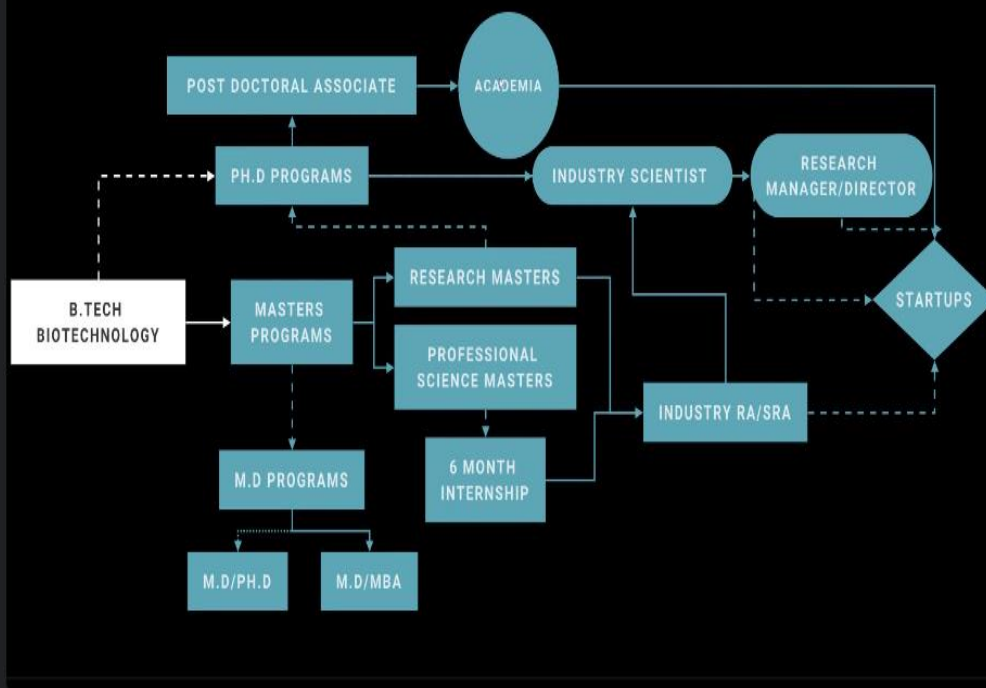 POST DOCTORAL ASSOCIATE
ACADEMIA
PH.D PROGRAMS
INDUSTRY SCIENTIST
RESEARCH
MANAGER/DIRECTOR
B.TECH
BIOTECHNOLOGY
MASTERS
PROGRAMS
RESEARCH MASTERS
STARTUPS
PROFESSIONAL
SCIENCE MASTERS
INDUSTRY RA/SRA
M.D PROGRAMS
6 MONTH
INTERNSHIP
M.D/PH.D
M.D/MBA